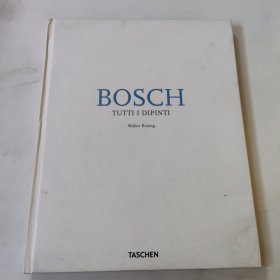 BOSCH
TUTTI I DIPINTI
Walter Bosing
TASCHEN